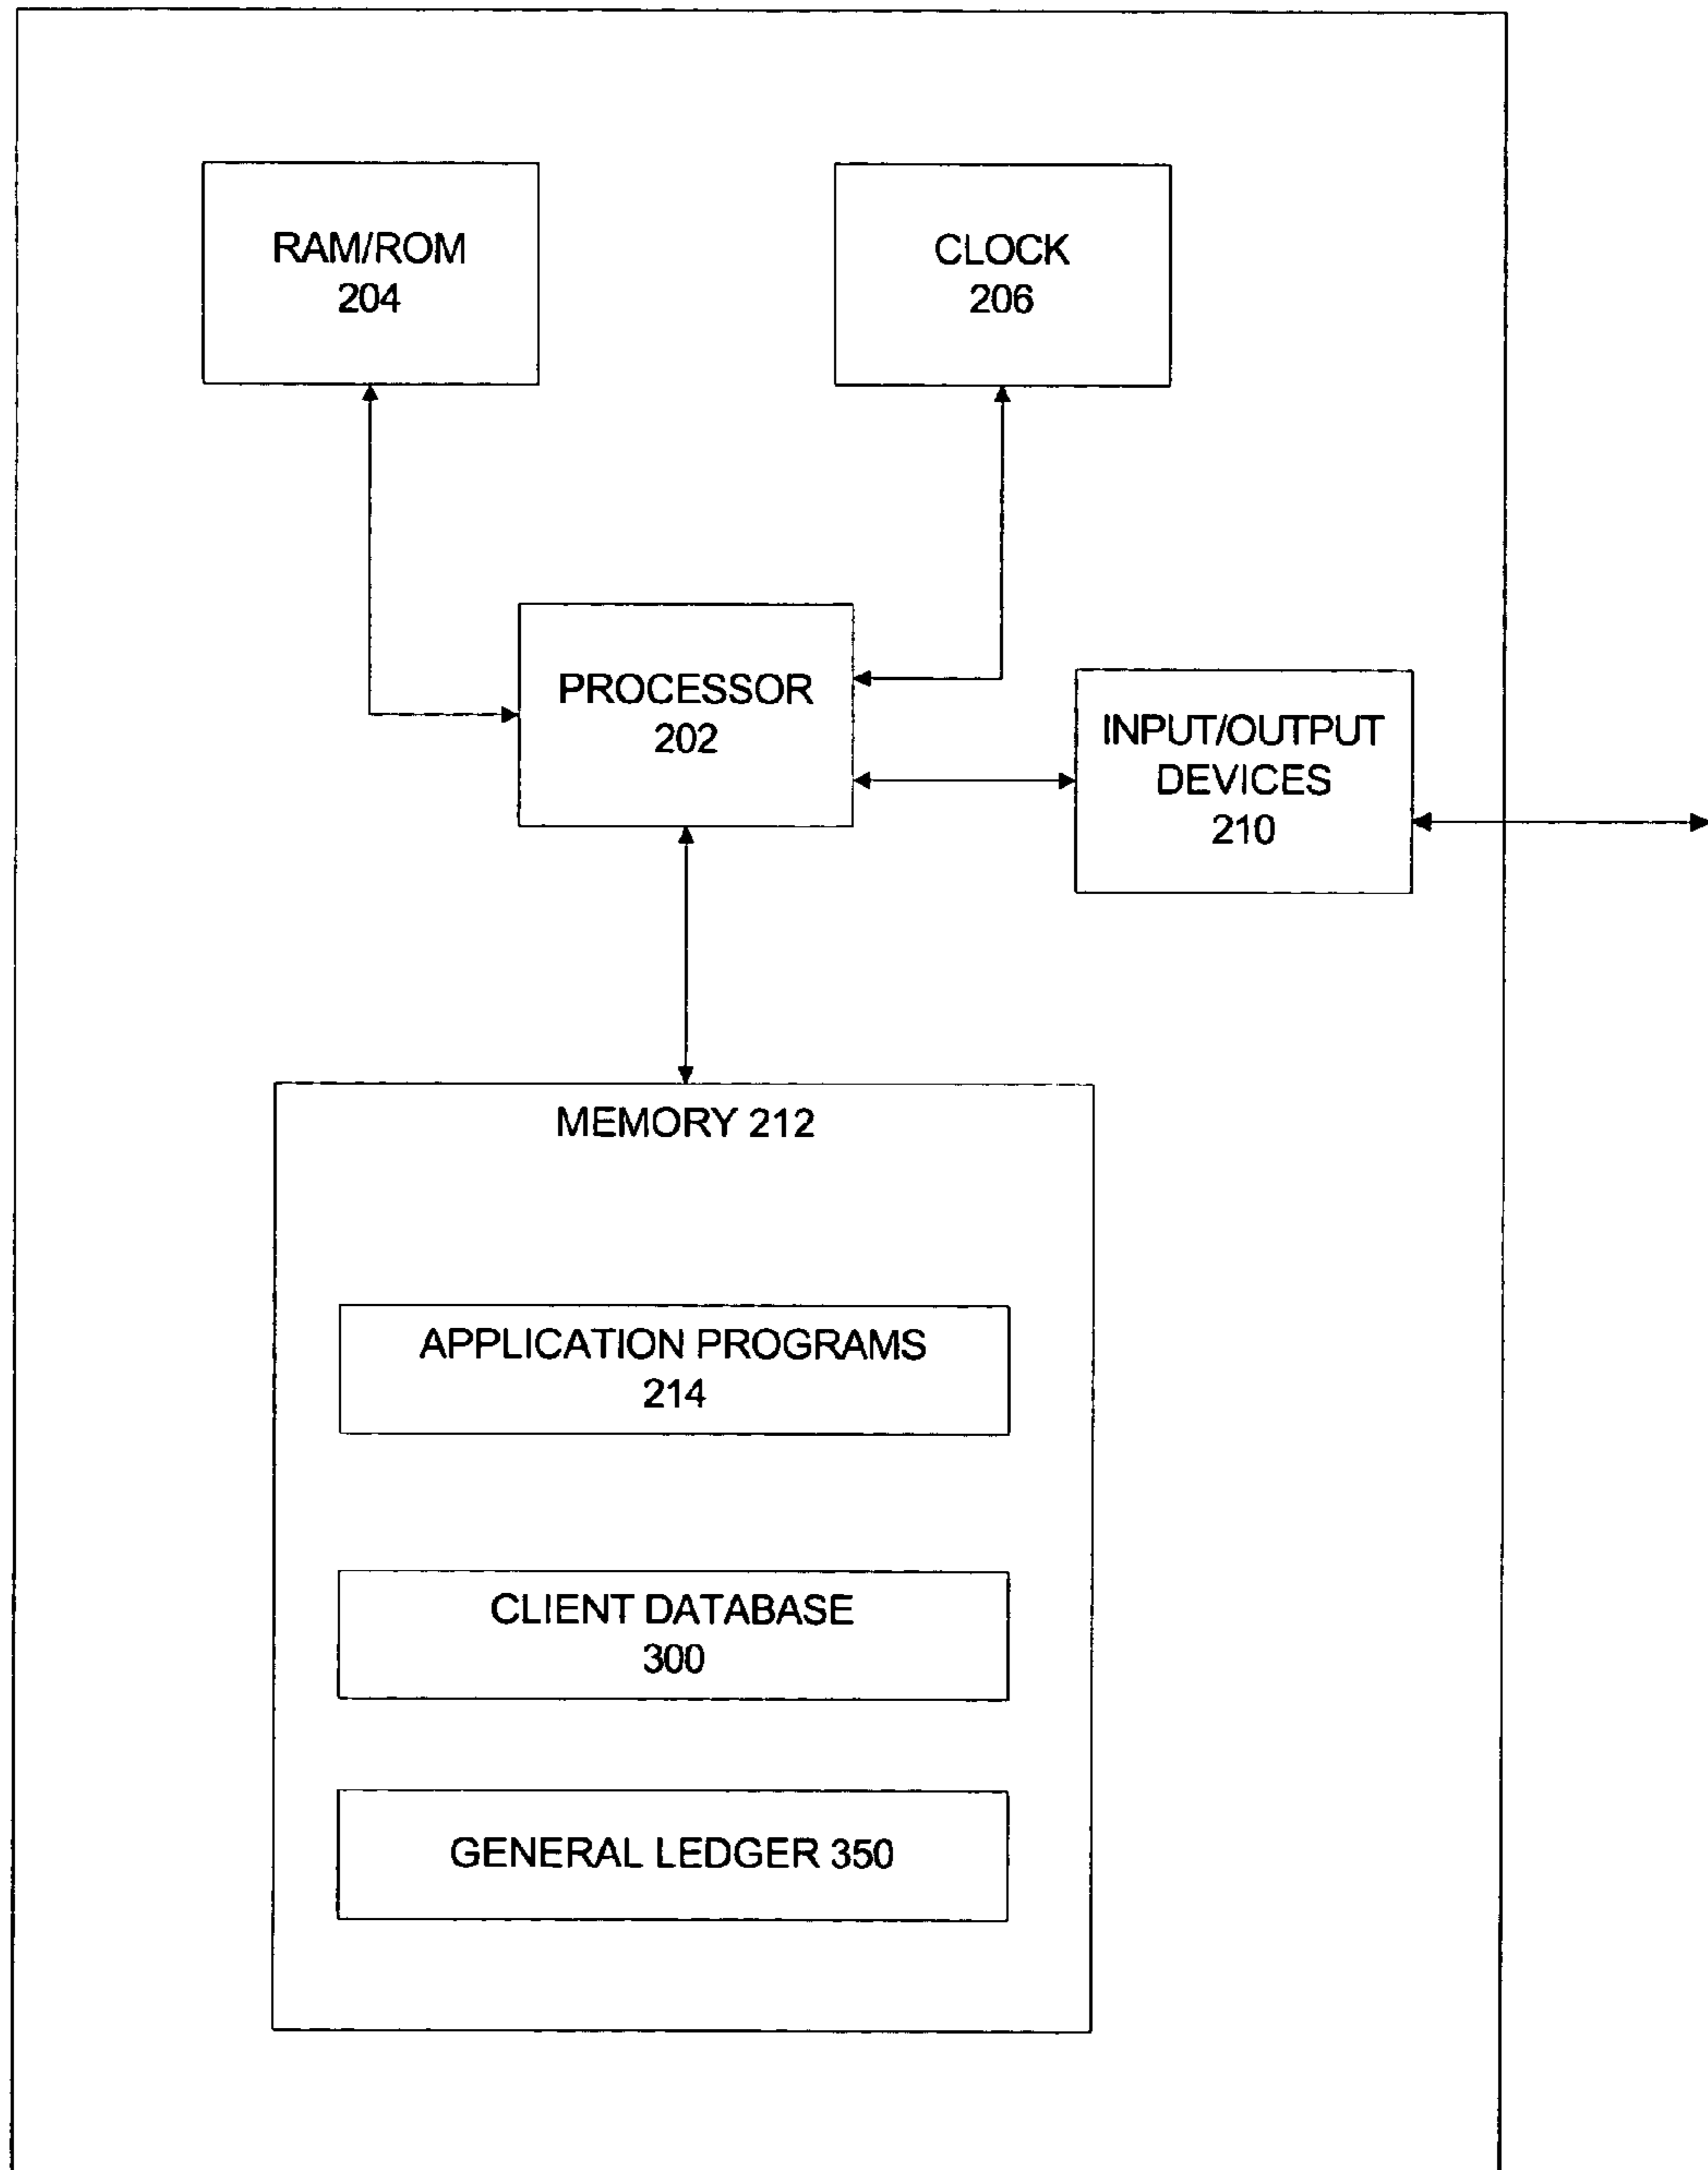 RAM/ROM
204
CLOCK
206
PROCESSOR
202
INPUT/OUTPUT
DEVICES
210
MEMORY 212
APPLICATION PROGRAMS
214
CLIENT DATABASE
300
GENERAL LEDGER 350